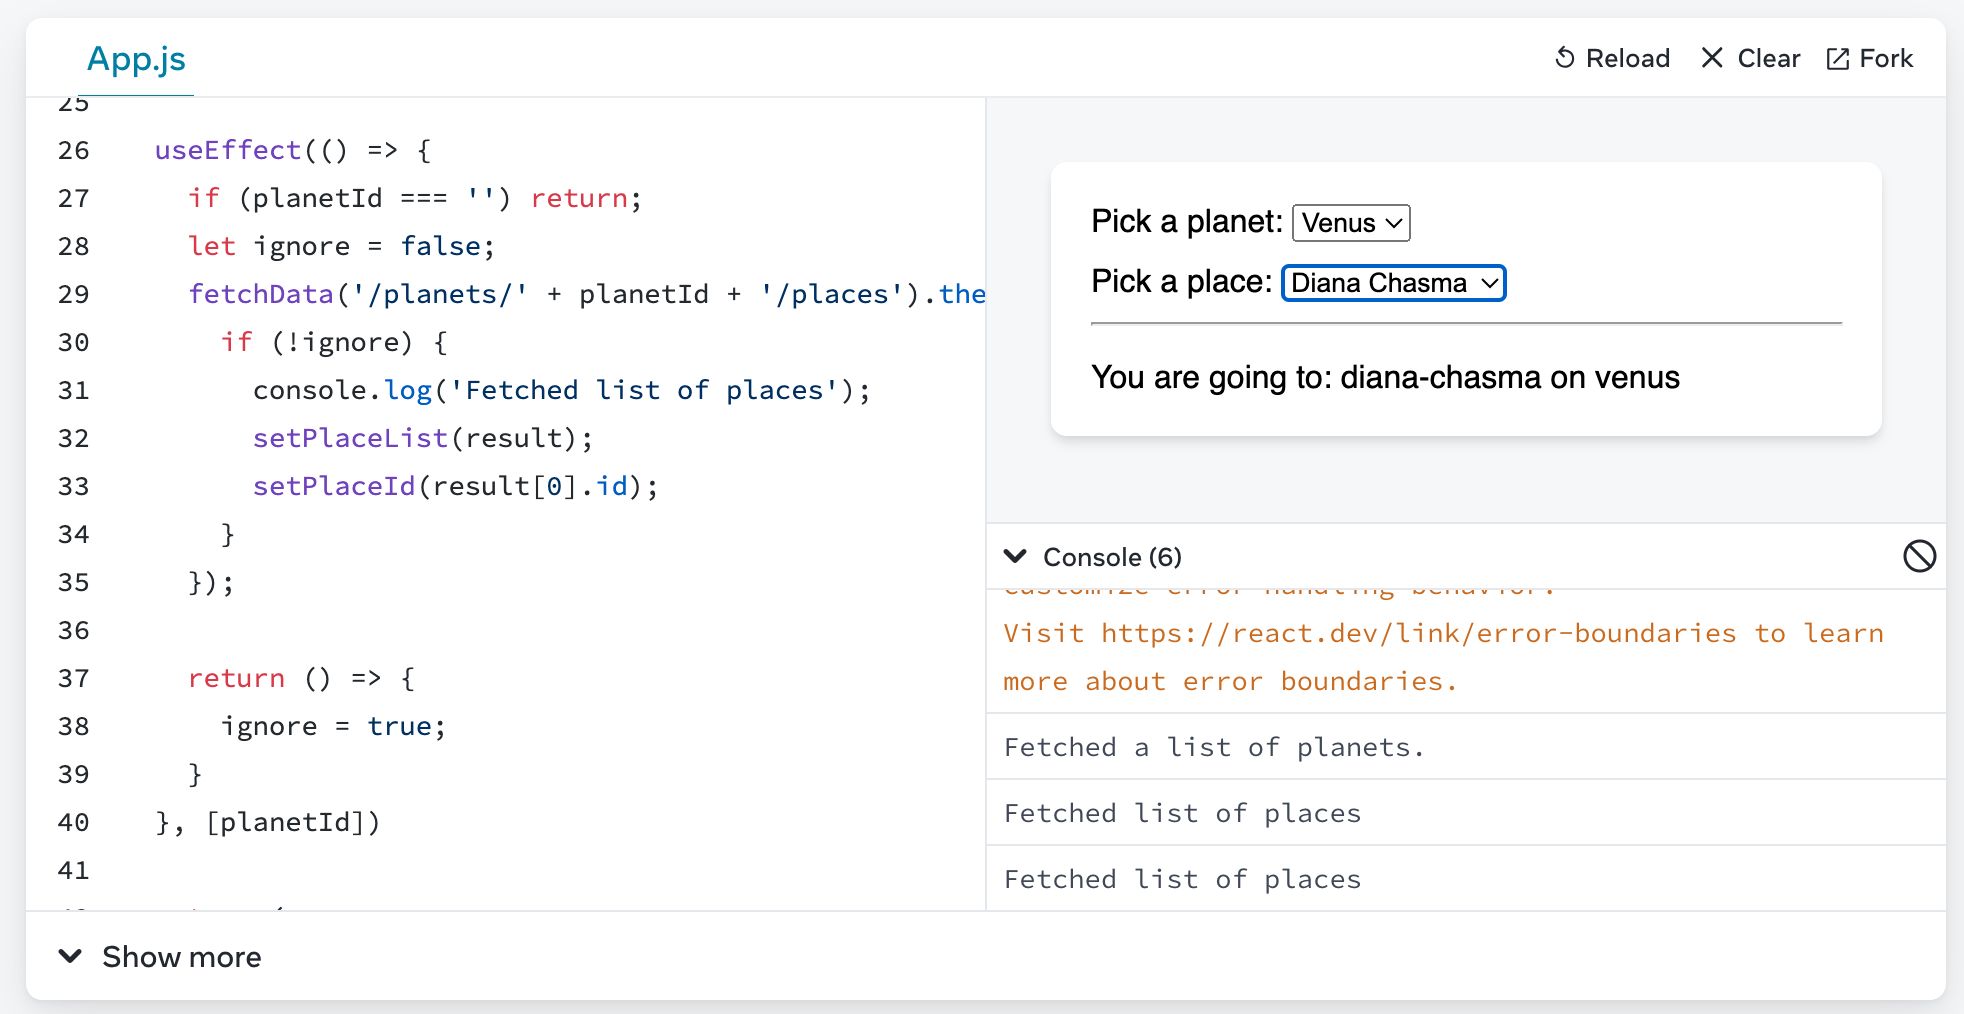 App.js
Reload
Clear
Fork
25
26 useEffect(() => {
27 if (planetId === '') return;
28 let ignore = false;
29 fetchData('/planets/' + planetId + '/places').the
30 if (!ignore) {
31 console.log('Fetched list of places');
32 setPlaceList(result);
33 setPlaceId(result[0].id);
34 }
35 });
36
37 return () => {
38 ignore = true;
39 }
40 }, [planetId])
41
Show more
Pick a planet: Venus
Pick a place: Diana Chasma
You are going to: diana-chasma on venus
Console (6)
customize error handling behavior.
Visit https://react.dev/link/error-boundaries to learn
more about error boundaries.
Fetched a list of planets.
Fetched list of places
Fetched list of places